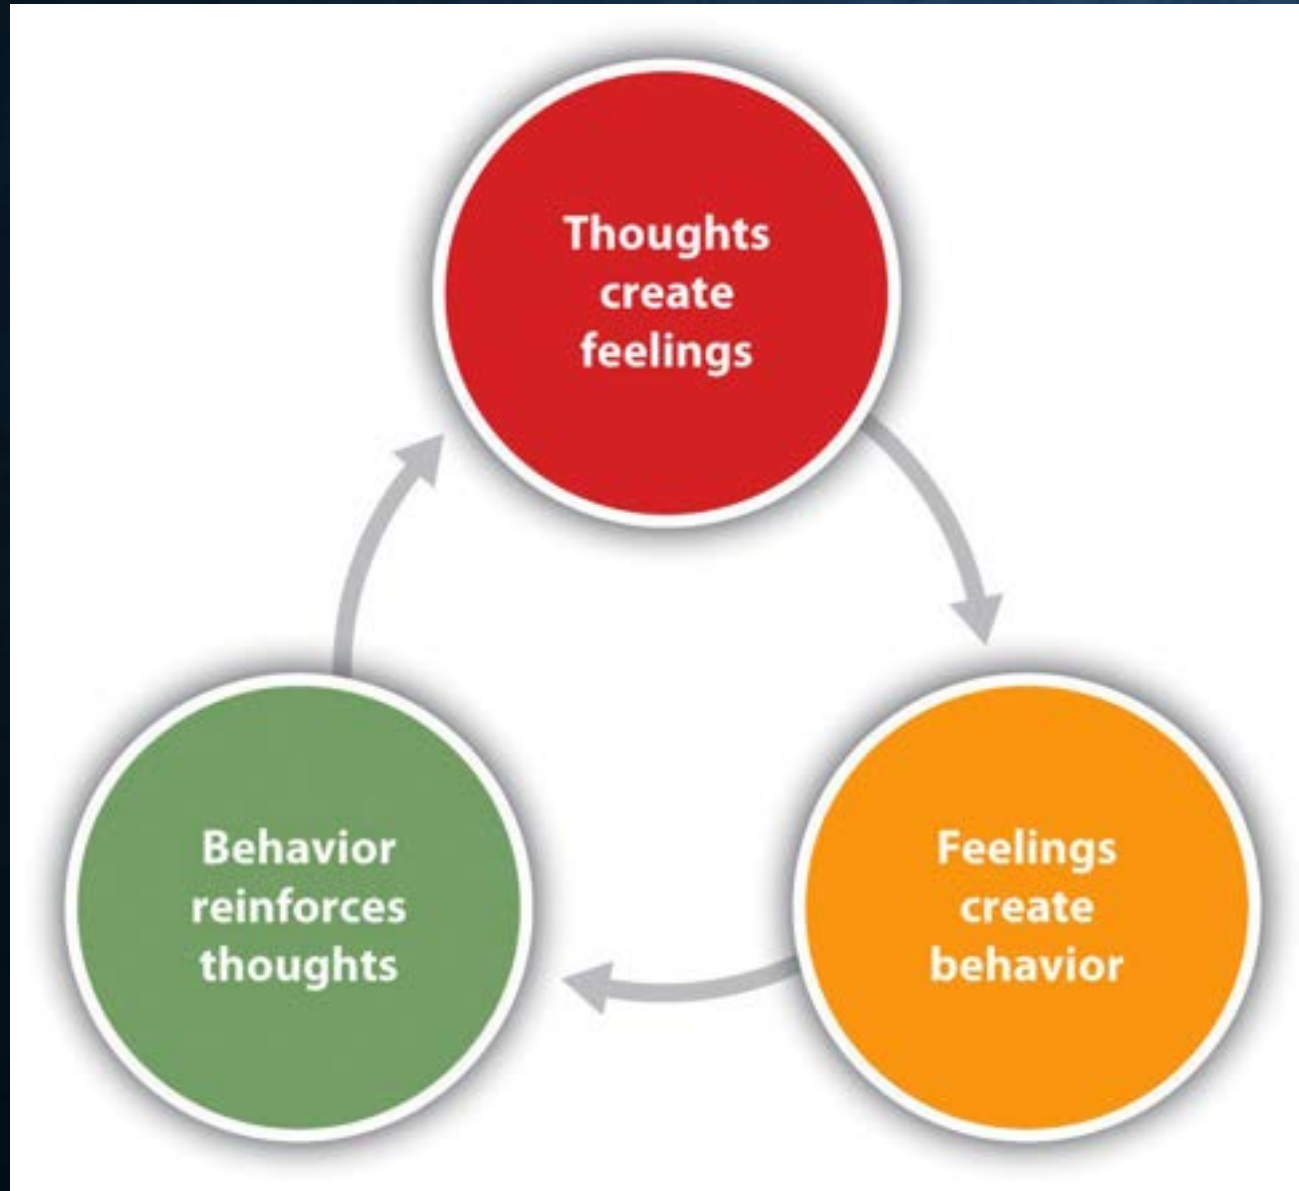 Thoughts
create
feelings
Feelings
create
behavior
Behavior
reinforces
thoughts